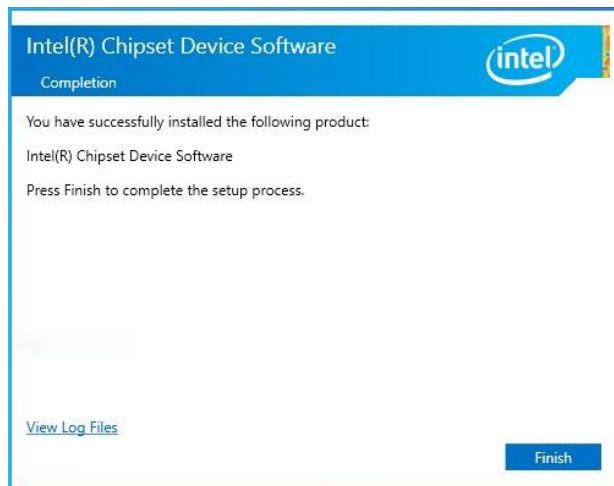 Intel(R) Chipset Device Software
intel
Completion
You have successfully installed the following product:
Intel(R) Chipset Device Software
Press Finish to complete the setup process.
View Log Files
Finish